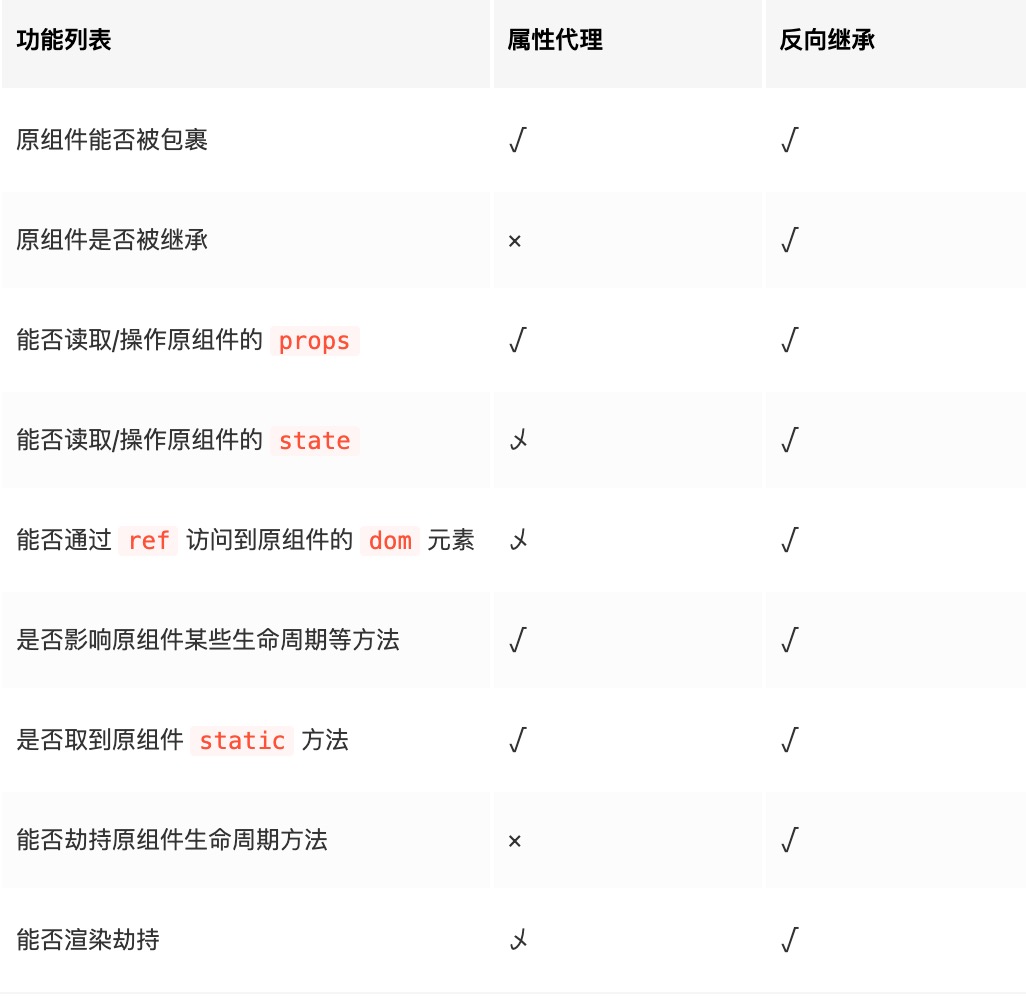 功能列表 属性代理 反向继承
原组件能否被包裹 √ √
原组件是否被继承 × √
能否读取/操作原组件的 props √ √
能否读取/操作原组件的 state 乄 √
能否通过 ref 访问到原组件的 dom 元素 乄 √
是否影响原组件某些生命周期等方法 √ √
是否取到原组件 static 方法 √ √
能否劫持原组件生命周期方法 × √
能否渲染劫持 乄 √